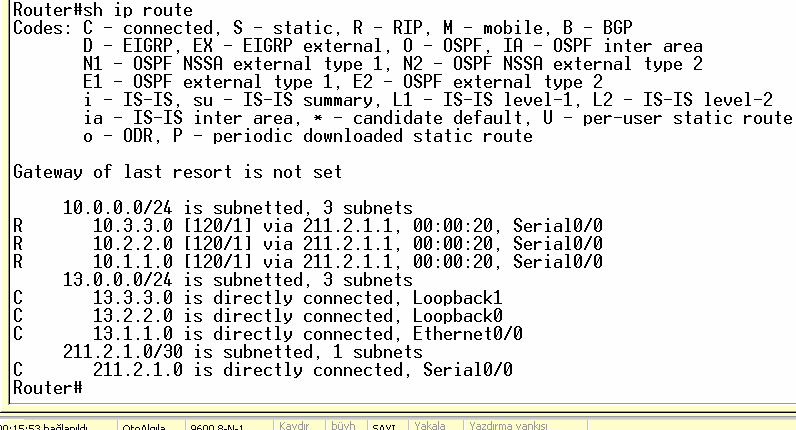 Router#sh ip route
Codes: C - connected, S - static, R - RIP, M - mobile, B - BGP
D - EIGRP, EX - EIGRP external, O - OSPF, IA - OSPF inter area
N1 - OSPF NSSA external type 1, N2 - OSPF NSSA external type 2
E1 - OSPF external type 1, E2 - OSPF external type 2
i - IS-IS, su - IS-IS summary, L1 - IS-IS level-1, L2 - IS-IS level-2
ia - IS-IS inter area, * - candidate default, U - per-user static route
o - ODR, P - periodic downloaded static route
Gateway of last resort is not set
10.0.0.0/24 is subnetted, 3 subnets
R 10.3.3.0 [120/1] via 211.2.1.1, 00:00:20, Serial0/0
R 10.2.2.0 [120/1] via 211.2.1.1, 00:00:20, Serial0/0
R 10.1.1.0 [120/1] via 211.2.1.1, 00:00:20, Serial0/0
13.0.0.0/24 is subnetted, 3 subnets
C 13.3.3.0 is directly connected, Loopback1
C 13.2.2.0 is directly connected, Loopback0
C 13.1.1.0 is directly connected, Ethernet0/0
211.2.1.0/30 is subnetted, 1 subnets
C 211.2.1.0 is directly connected, Serial0/0
Router#
00:15:53 bağlanıldı OtoAlgıla 9600 8-N-1 Kaydır büyh SAYI Yakala Yazdırma yankısı